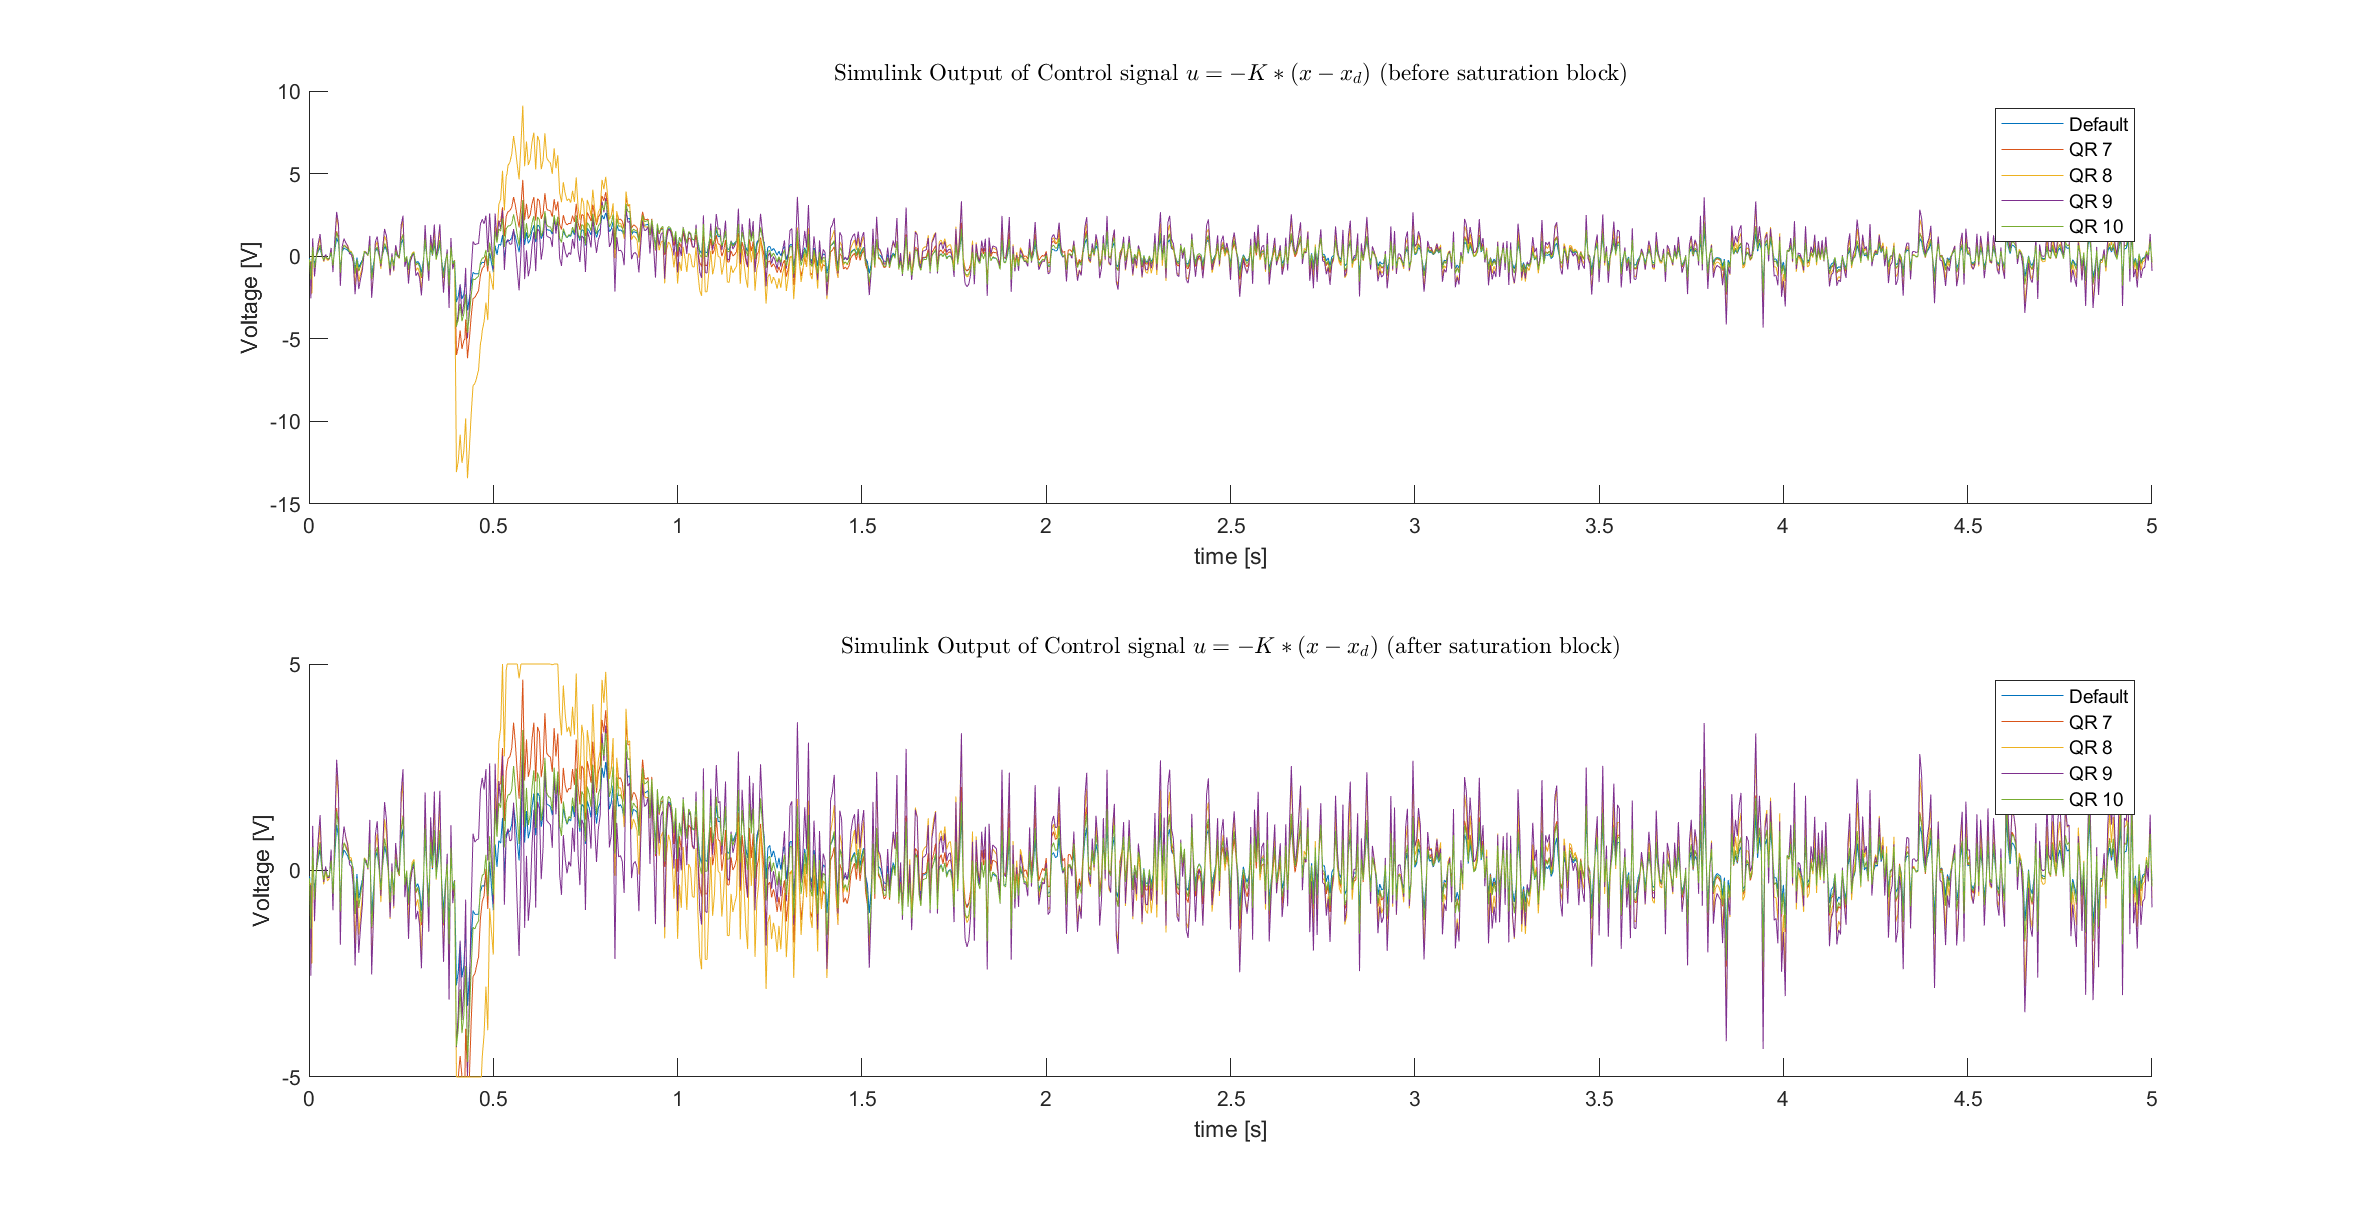 Simulink Output of Control signal u = −K ∗ (x − x_d) (before saturation block)
10
5
0
-5
-10
-15
Voltage [V]
0 0.5 1 1.5 2 2.5 3 3.5 4 4.5 5
time [s]
Default
QR 7
QR 8
QR 9
QR 10
Simulink Output of Control signal u = −K ∗ (x − x_d) (after saturation block)
5
0
-5
Voltage [V]
0 0.5 1 1.5 2 2.5 3 3.5 4 4.5 5
time [s]
Default
QR 7
QR 8
QR 9
QR 10